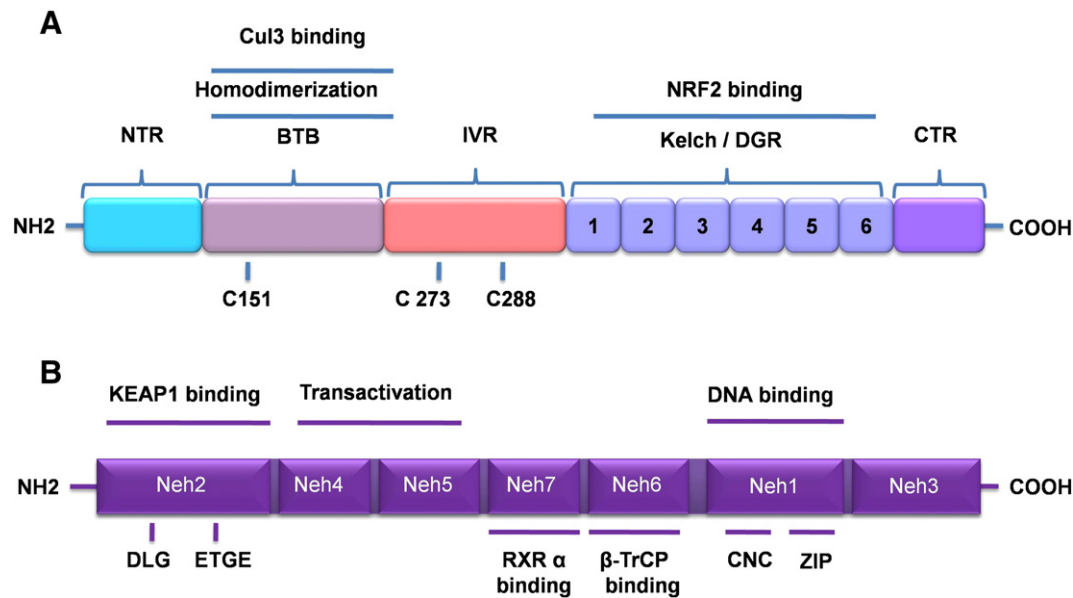 A
Cul3 binding
Homodimerization
NRF2 binding
NTR
BTB
IVR
Kelch / DGR
CTR
NH2
1 2 3 4 5 6
COOH
C151
C 273
C288
B
KEAP1 binding
Transactivation
DNA binding
NH2
Neh2
Neh4
Neh5
Neh7
Neh6
Neh1
Neh3
COOH
DLG
ETGE
RXR α
binding
β-TrCP
binding
CNC
ZIP